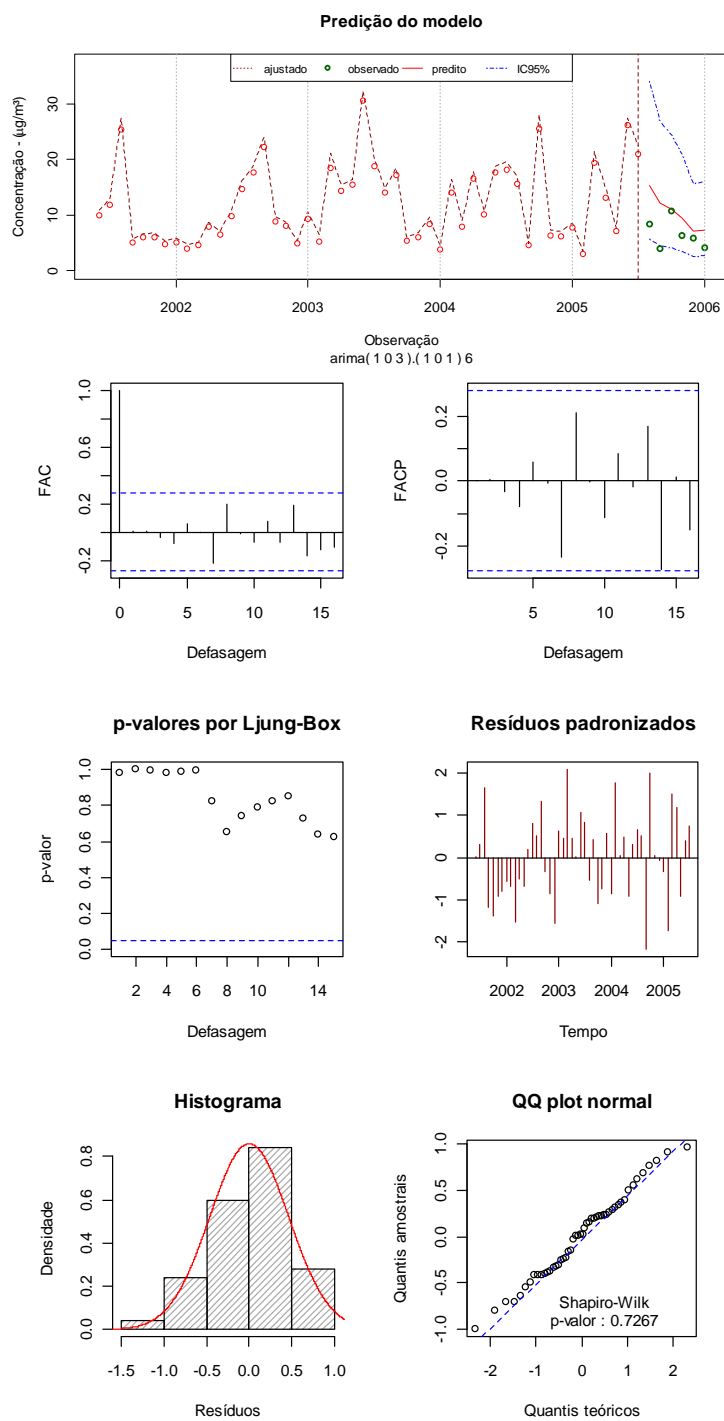 Predição do modelo
ajustado observado predito IC95%
Concentração - (µg/m³)
0 10 20 30
2002 2003 2004 2005 2006
Observação
arima( 1 0 3 ).( 1 0 1 ) 6
FAC
-0.2 0.2 0.6 1.0
0 5 10 15
Defasagem
FACP
-0.2 0.0 0.2
5 10 15
Defasagem
p-valores por Ljung-Box
p-valor
0.0 0.2 0.4 0.6 0.8 1.0
2 4 6 8 10 14
Defasagem
Resíduos padronizados
-2 -1 0 1 2
2002 2003 2004 2005
Tempo
Histograma
Densidade
0.0 0.2 0.4 0.6 0.8
-1.5 -1.0 -0.5 0.0 0.5 1.0
Resíduos
QQ plot normal
Quantis amostrais
-1.0 -0.5 0.0 0.5 1.0
Shapiro-Wilk
p-valor : 0.7267
-2 -1 0 1 2
Quantis teóricos